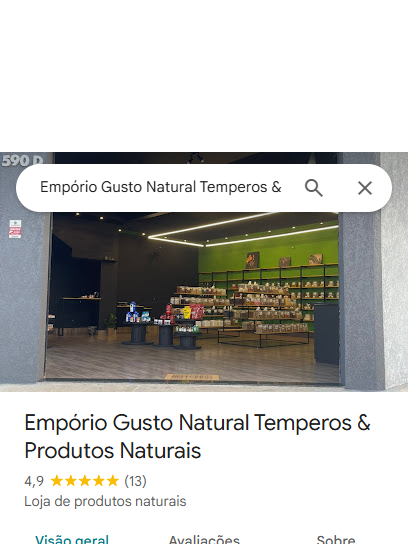 590 D
Empório Gusto Natural Temperos &
Empório Gusto Natural Temperos &
Produtos Naturais
4,9 ★★★★★ (13)
Loja de produtos naturais
Visão geral Avaliações Sobre